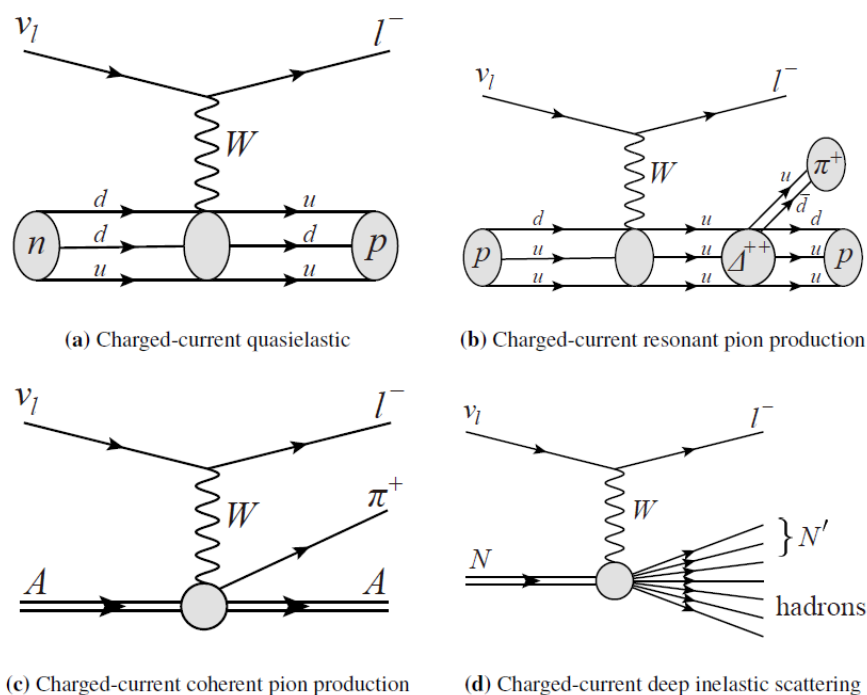 ν_l l⁻
W
d u
n d d p
u u
(a) Charged-current quasielastic
ν_l l⁻
W
u π⁺
d̄
d u d
p u u Δ⁺⁺ u p
u u u
(b) Charged-current resonant pion production
ν_l l⁻
W π⁺
A A
(c) Charged-current coherent pion production
ν_l l⁻
W
N } N′
hadrons
(d) Charged-current deep inelastic scattering